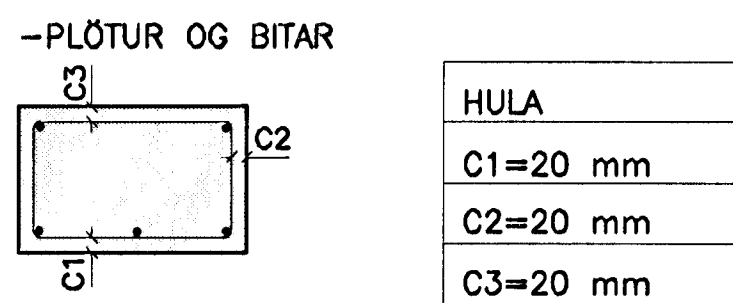 -PLÖTUR OG BITAR
C3
C2
C1
HULA
C1=20 mm
C2=20 mm
C3=20 mm